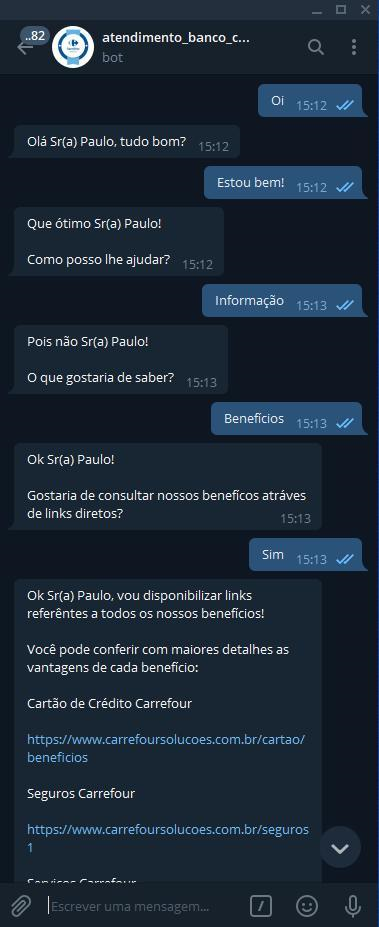 ..82
atendimento_banco_c...
bot
Oi 15:12
Olá Sr(a) Paulo, tudo bom? 15:12
Estou bem! 15:12
Que ótimo Sr(a) Paulo!
Como posso lhe ajudar? 15:12
Informação 15:13
Pois não Sr(a) Paulo!
O que gostaria de saber? 15:13
Benefícios 15:13
Ok Sr(a) Paulo!
Gostaria de consultar nossos benefícos atráves
de links diretos?
15:13
Sim 15:13
Ok Sr(a) Paulo, vou disponibilizar links
referêntes a todos os nossos benefícios!
Você pode conferir com maiores detalhes as
vantagens de cada benefício:
Cartão de Crédito Carrefour
https://www.carrefoursolucoes.com.br/cartao/
beneficios
Seguros Carrefour
https://www.carrefoursolucoes.com.br/seguros
1
Serviços Carrefour
Escrever uma mensagem...